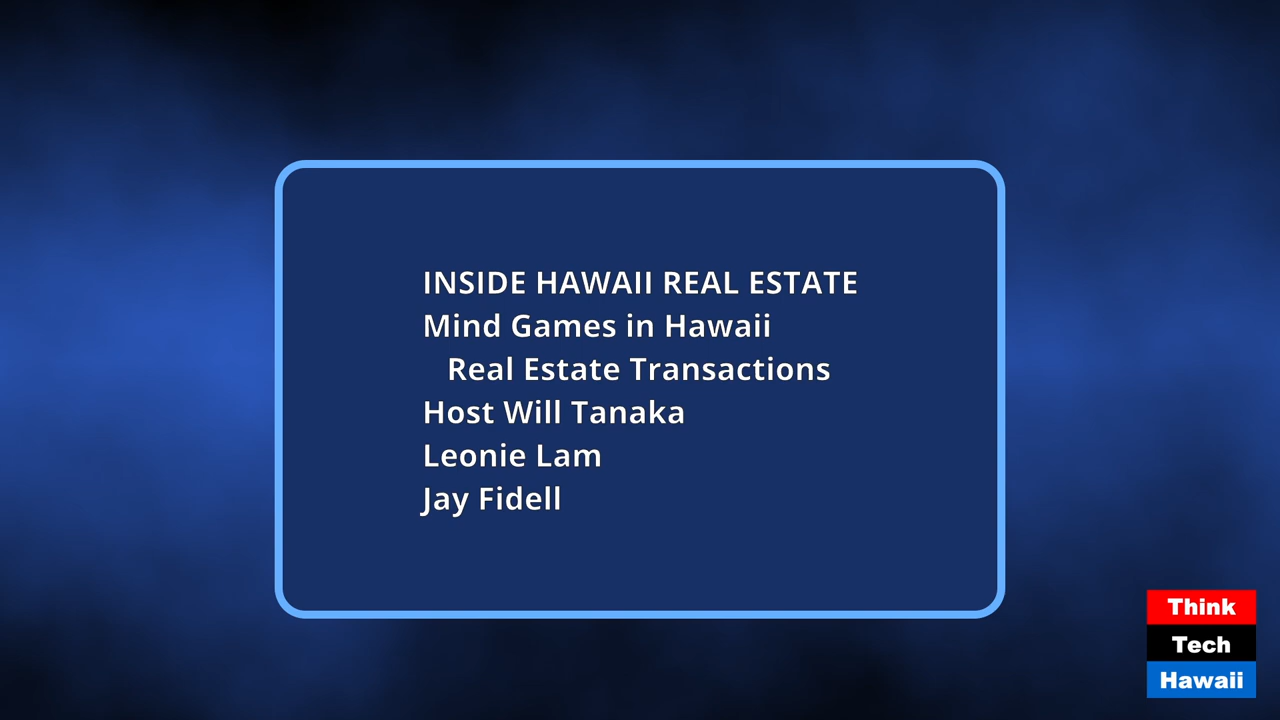 INSIDE HAWAII REAL ESTATE
Mind Games in Hawaii
Real Estate Transactions
Host Will Tanaka
Leonie Lam
Jay Fidell
Think
Tech
Hawaii